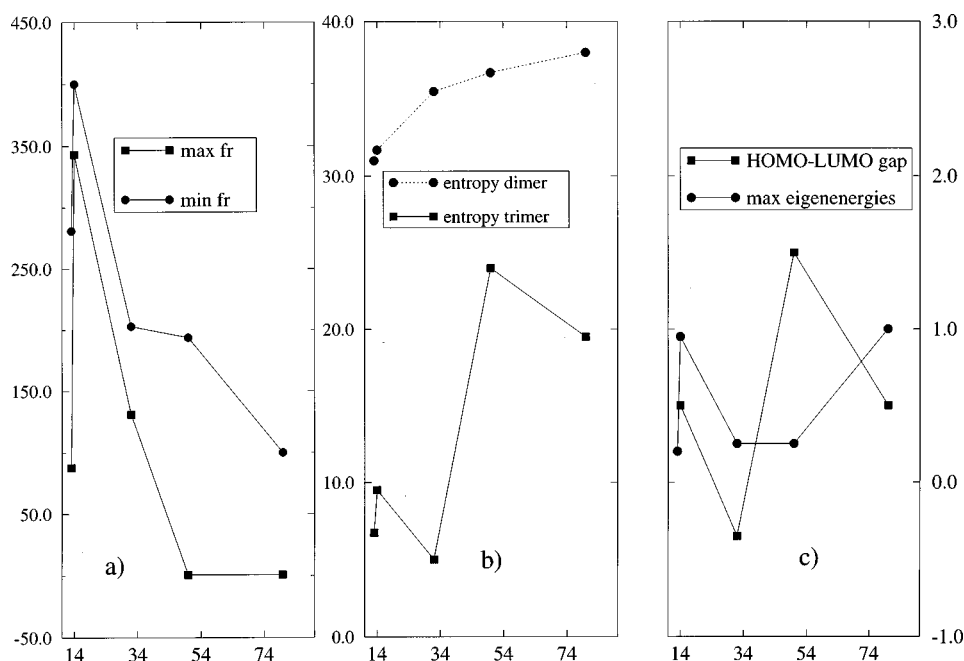 450.0
350.0
250.0
150.0
50.0
-50.0
max fr
min fr
a)
14 34 54 74
40.0
30.0
20.0
10.0
0.0
entropy dimer
entropy trimer
b)
14 34 54 74
HOMO-LUMO gap
max eigenenergies
c)
14 34 54 74
3.0
2.0
1.0
0.0
-1.0